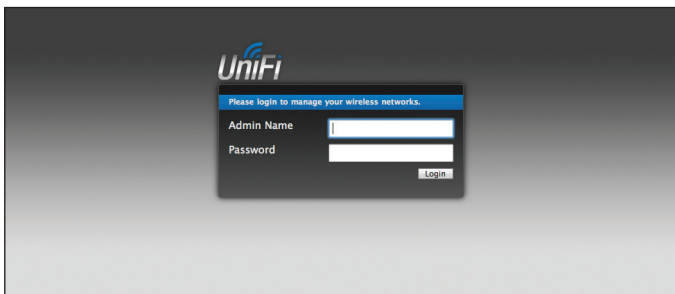 UniFi
Please login to manage your wireless networks.
Admin Name
Password
Login